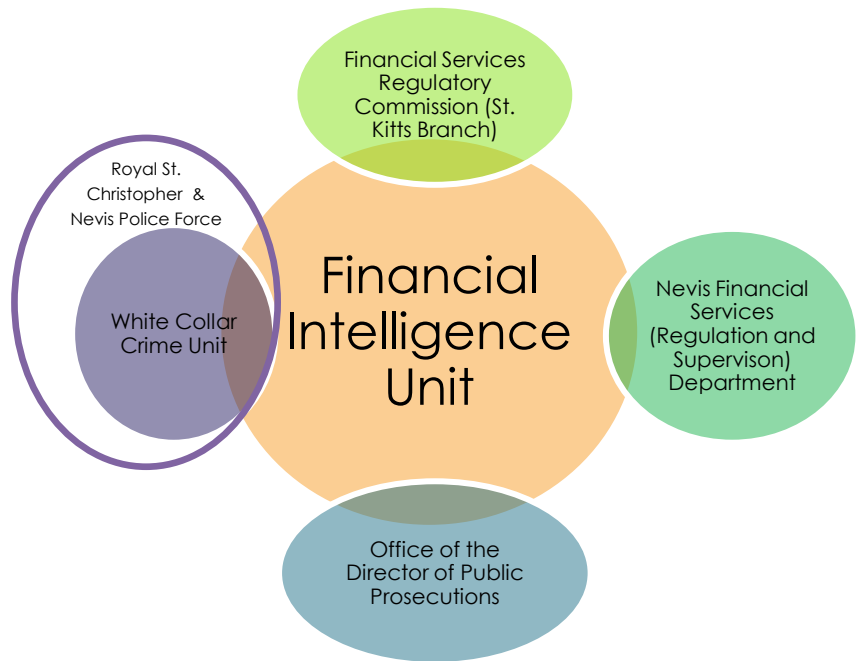 Financial Services
Regulatory
Commission (St.
Kitts Branch)
Royal St.
Christopher &
Nevis Police Force
White Collar
Crime Unit
Financial
Intelligence
Unit
Nevis Financial
Services
(Regulation and
Supervison)
Department
Office of the
Director of Public
Prosecutions